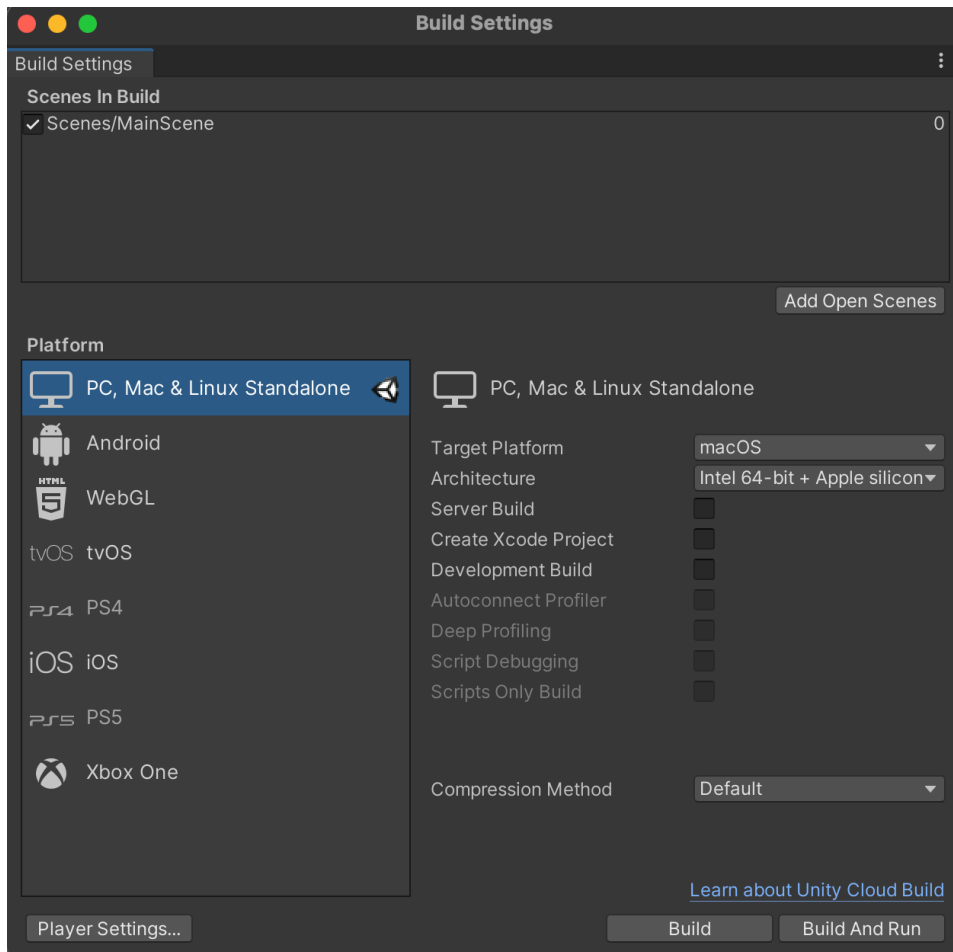 Build Settings
Build Settings
Scenes In Build
Scenes/MainScene 0
Add Open Scenes
Platform
PC, Mac & Linux Standalone
Android
HTML
5
WebGL
tvOS tvOS
PS4 PS4
iOS iOS
PS5 PS5
Xbox One
PC, Mac & Linux Standalone
Target Platform macOS
Architecture Intel 64-bit + Apple silicon
Server Build
Create Xcode Project
Development Build
Autoconnect Profiler
Deep Profiling
Script Debugging
Scripts Only Build
Compression Method Default
Learn about Unity Cloud Build
Player Settings...
Build
Build And Run